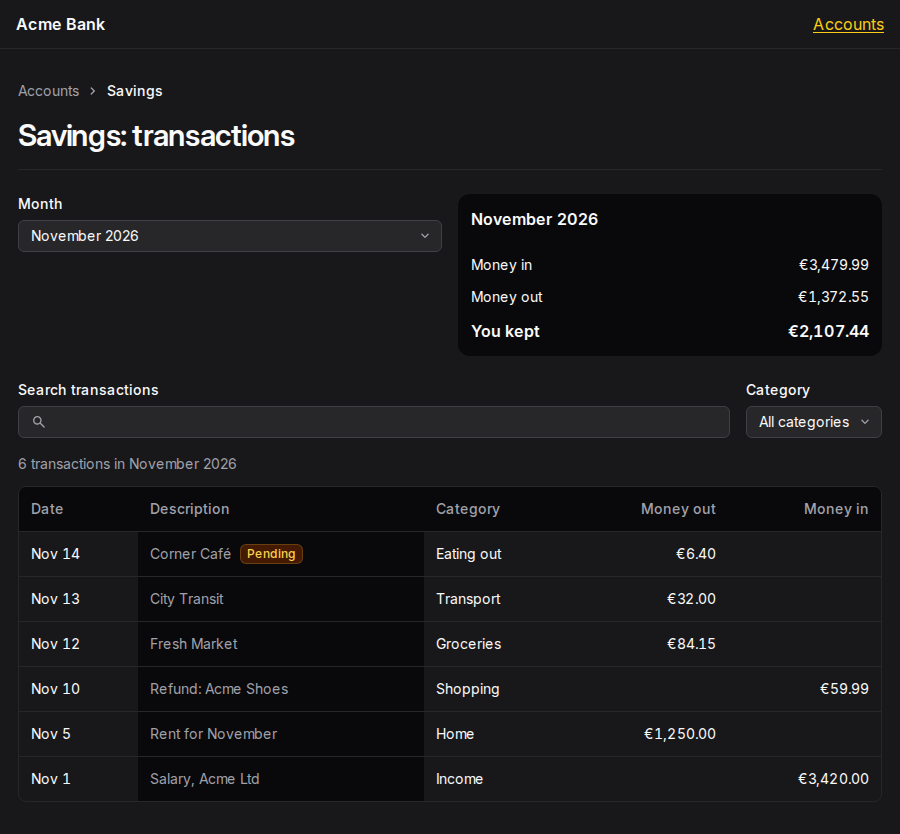 Acme Bank Accounts
Accounts > Savings
Savings: transactions
Month
November 2026
November 2026
Money in €3,479.99
Money out €1,372.55
You kept €2,107.44
Search transactions Category
All categories
6 transactions in November 2026
Date Description Category Money out Money in
Nov 14 Corner Café Pending Eating out €6.40
Nov 13 City Transit Transport €32.00
Nov 12 Fresh Market Groceries €84.15
Nov 10 Refund: Acme Shoes Shopping €59.99
Nov 5 Rent for November Home €1,250.00
Nov 1 Salary, Acme Ltd Income €3,420.00